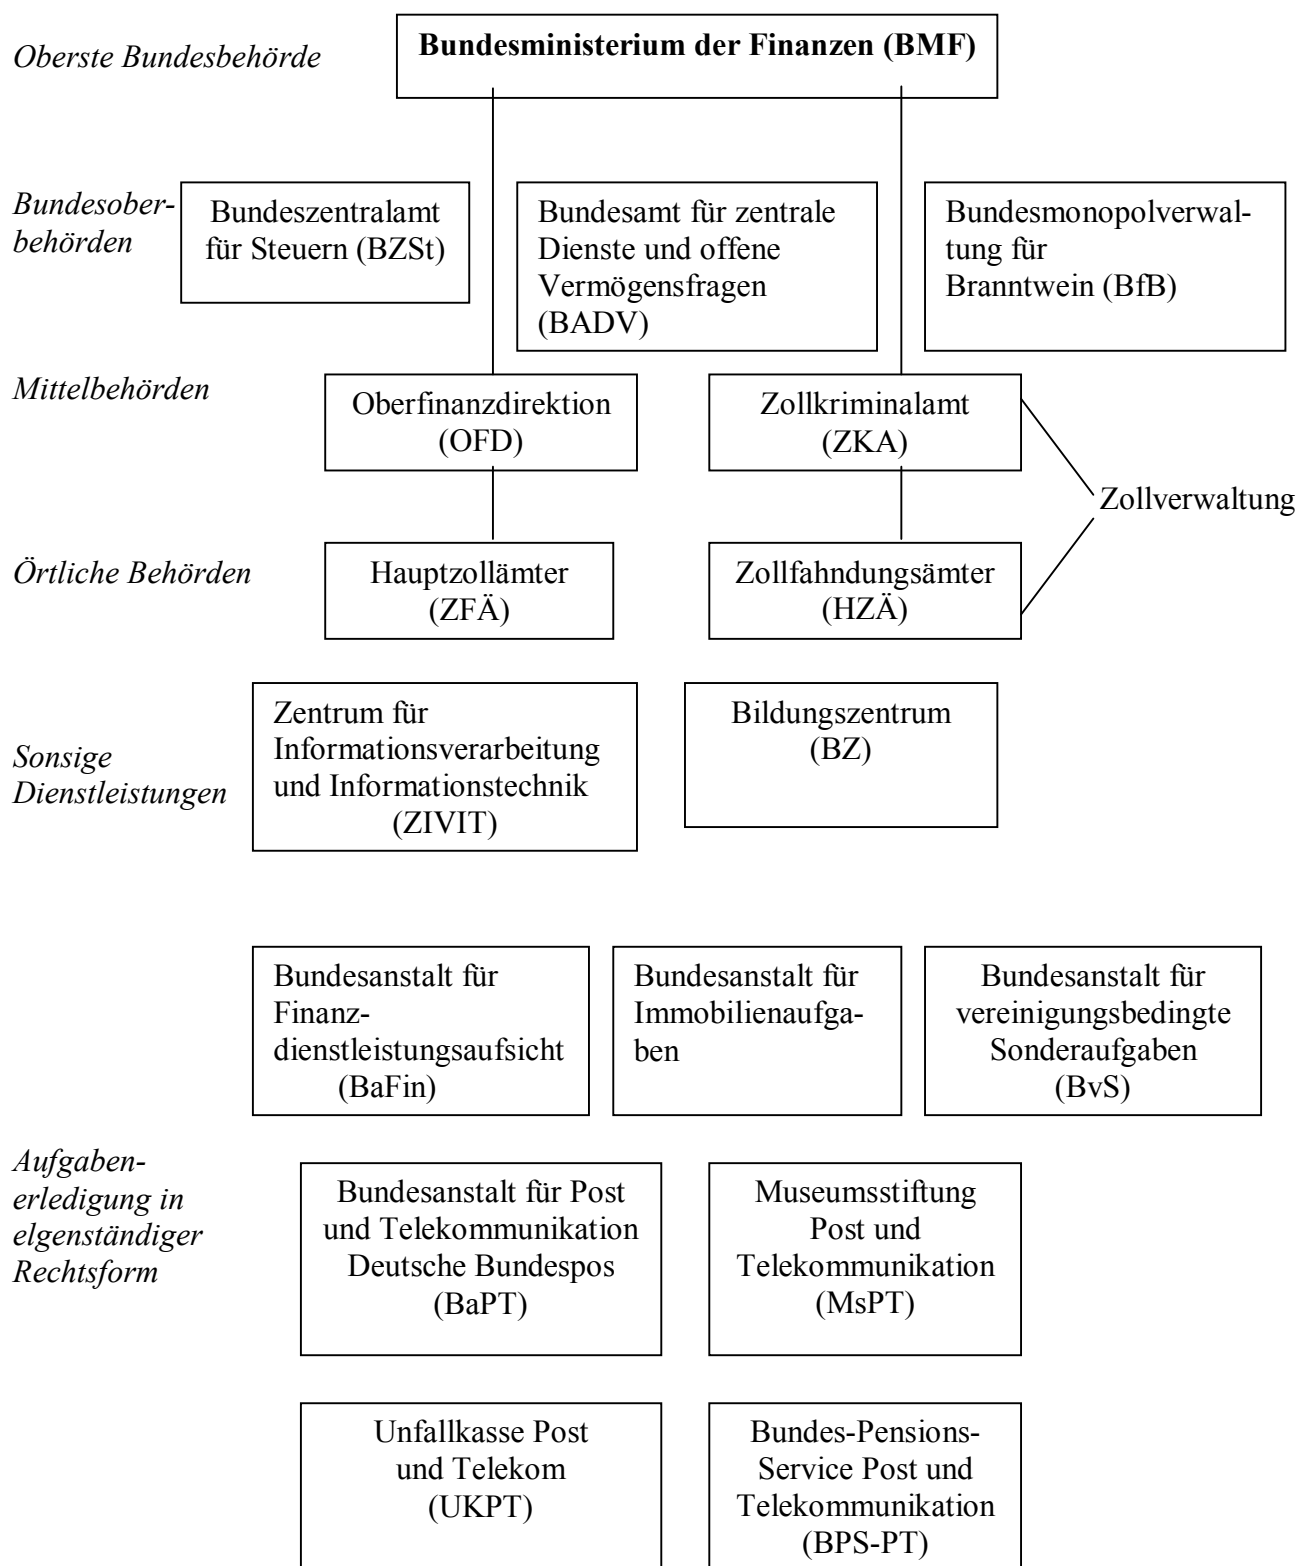 Oberste Bundesbehörde
Bundesministerium der Finanzen (BMF)
Bundesober-
behörden
Bundeszentralamt
für Steuern (BZSt)
Bundesamt für zentrale
Dienste und offene
Vermögensfragen
(BADV)
Bundesmonopolverwal-
tung für
Branntwein (BfB)
Mittelbehörden
Oberfinanzdirektion
(OFD)
Zollkriminalamt
(ZKA)
Zollverwaltung
Örtliche Behörden
Hauptzollämter
(ZFÄ)
Zollfahndungsämter
(HZÄ)
Sonsige
Dienstleistungen
Zentrum für
Informationsverarbeitung
und Informationstechnik
(ZIVIT)
Bildungszentrum
(BZ)
Bundesanstalt für
Finanz-
dienstleistungsaufsicht
(BaFin)
Bundesanstalt für
Immobilienaufga-
ben
Bundesanstalt für
vereinigungsbedingte
Sonderaufgaben
(BvS)
Aufgaben-
erledigung in
elgenständiger
Rechtsform
Bundesanstalt für Post
und Telekommunikation
Deutsche Bundespos
(BaPT)
Museumsstiftung
Post und
Telekommunikation
(MsPT)
Unfallkasse Post
und Telekom
(UKPT)
Bundes-Pensions-
Service Post und
Telekommunikation
(BPS-PT)